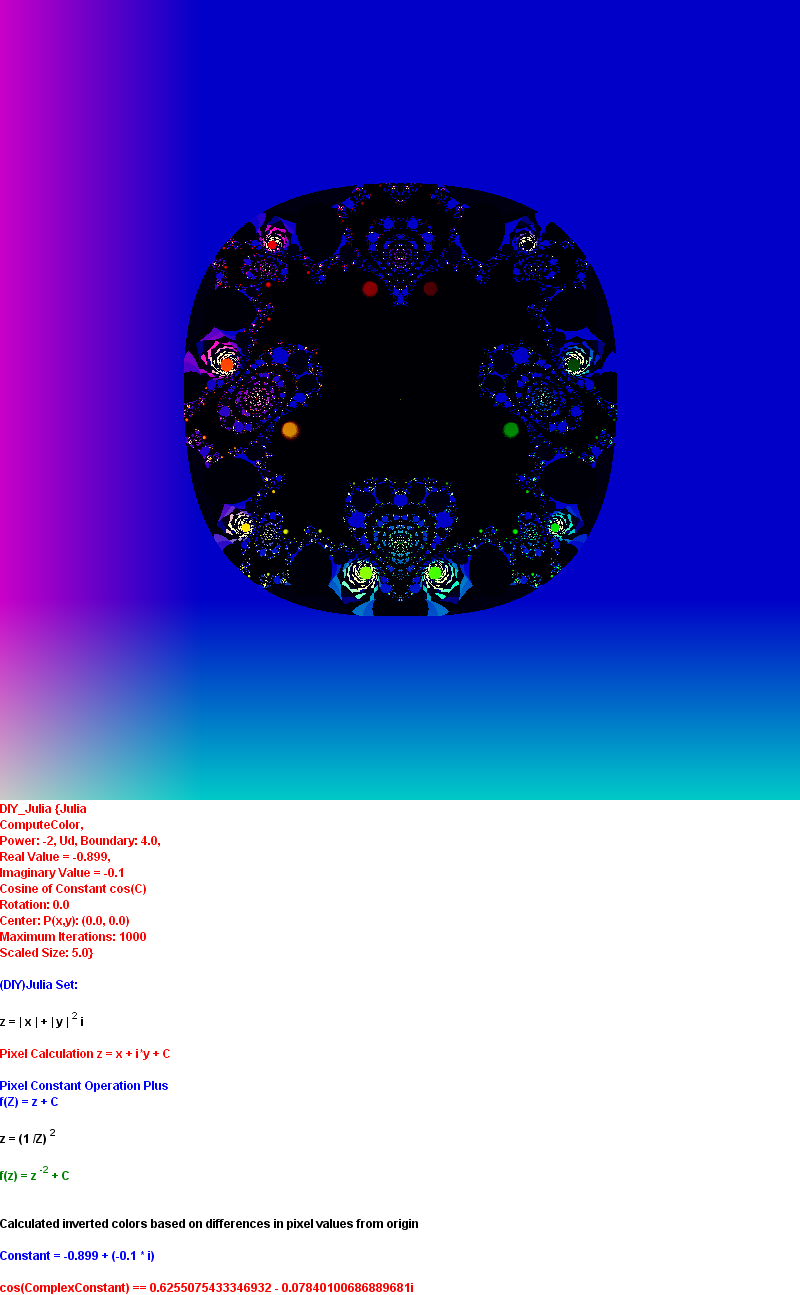 DIY_Julia {Julia
ComputeColor,
Power: -2, Ud, Boundary: 4.0,
Real Value = -0.899,
Imaginary Value = -0.1
Cosine of Constant cos(C)
Rotation: 0.0
Center: P(x,y): (0.0, 0.0)
Maximum Iterations: 1000
Scaled Size: 5.0}
(DIY)Julia Set:
z = | x | + | y | ² i
Pixel Calculation z = x + i*y + C
Pixel Constant Operation Plus
f(Z) = z + C
z = (1 /Z) ²
f(z) = z ⁻² + C
Calculated inverted colors based on differences in pixel values from origin
Constant = -0.899 + (-0.1 * i)
cos(ComplexConstant) == 0.6255075433346932 - 0.07840100686889681i